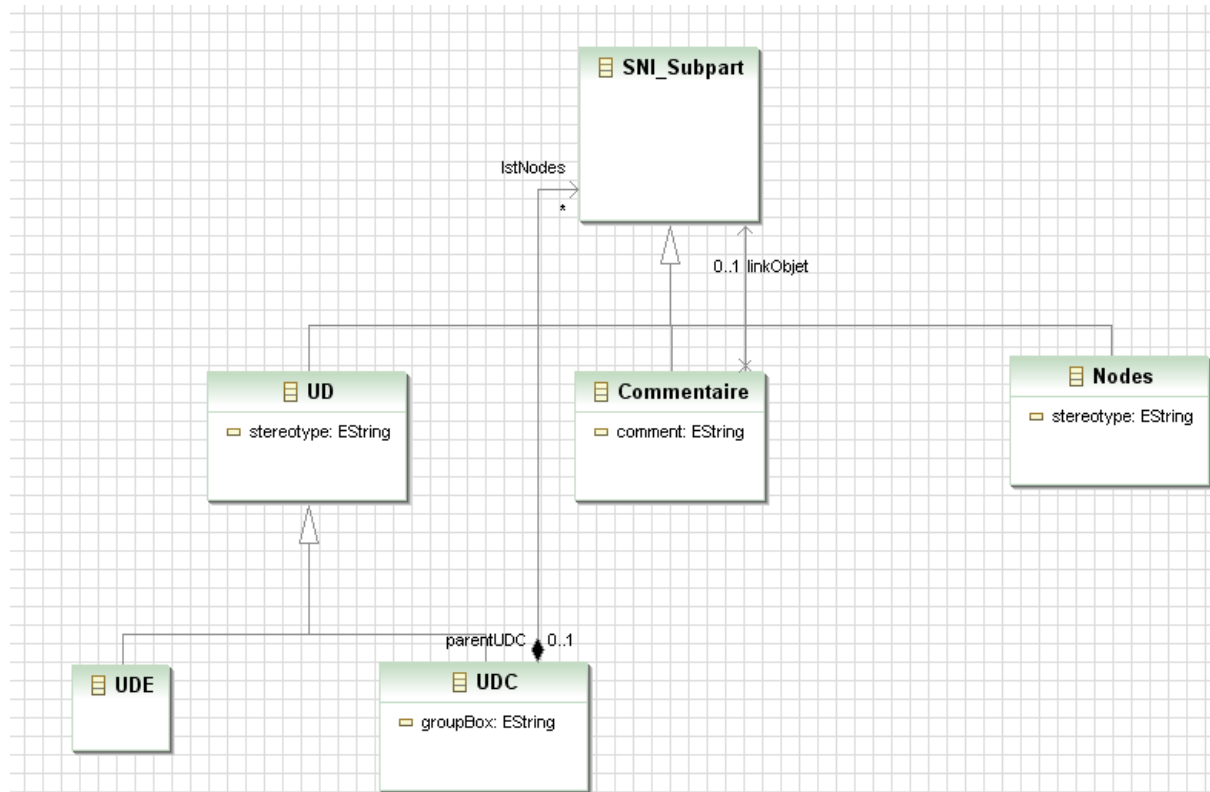 SNI_Subpart
lstNodes
*
0..1 linkObjet
UD
stereotype: EString
Commentaire
comment: EString
Nodes
stereotype: EString
parentUDC 0..1
UDE
UDC
groupBox: EString